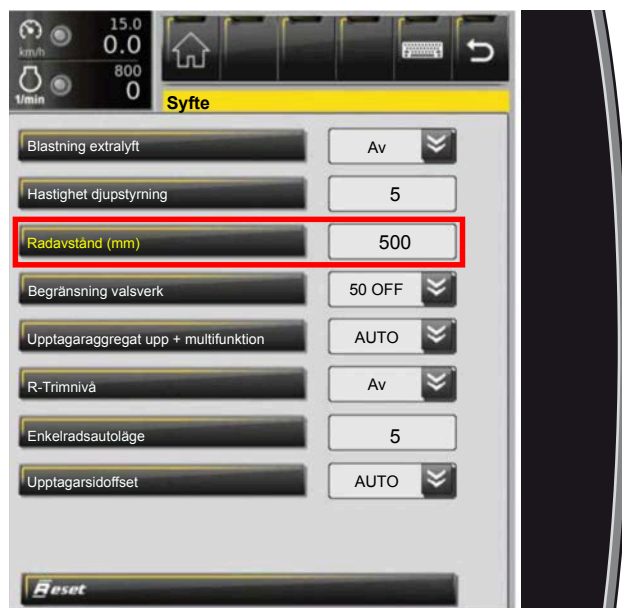 15.0
km/h 0.0
800
1/min 0
Syfte
Blastning extralyft Av
Hastighet djupstyrning 5
Radavstånd (mm) 500
Begränsning valsverk 50 OFF
Upptagaraggregat upp + multifunktion AUTO
R-Trimnivå Av
Enkelradsautoläge 5
Upptagarsidoffset AUTO
Reset